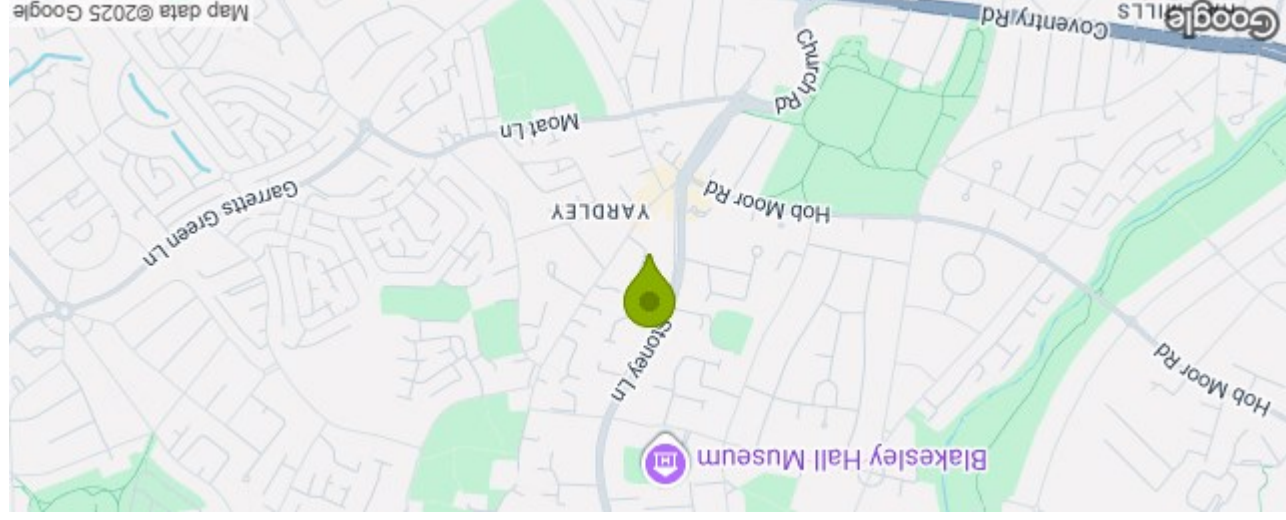 Blakesley Hall Museum
Hob Moor Rd
Stoney Ln
YARDLEY
Hob Moor Rd
Garretts Green Ln
Moat Ln
Church Rd
Coventry Rd
Google
Map data ©2025 Google